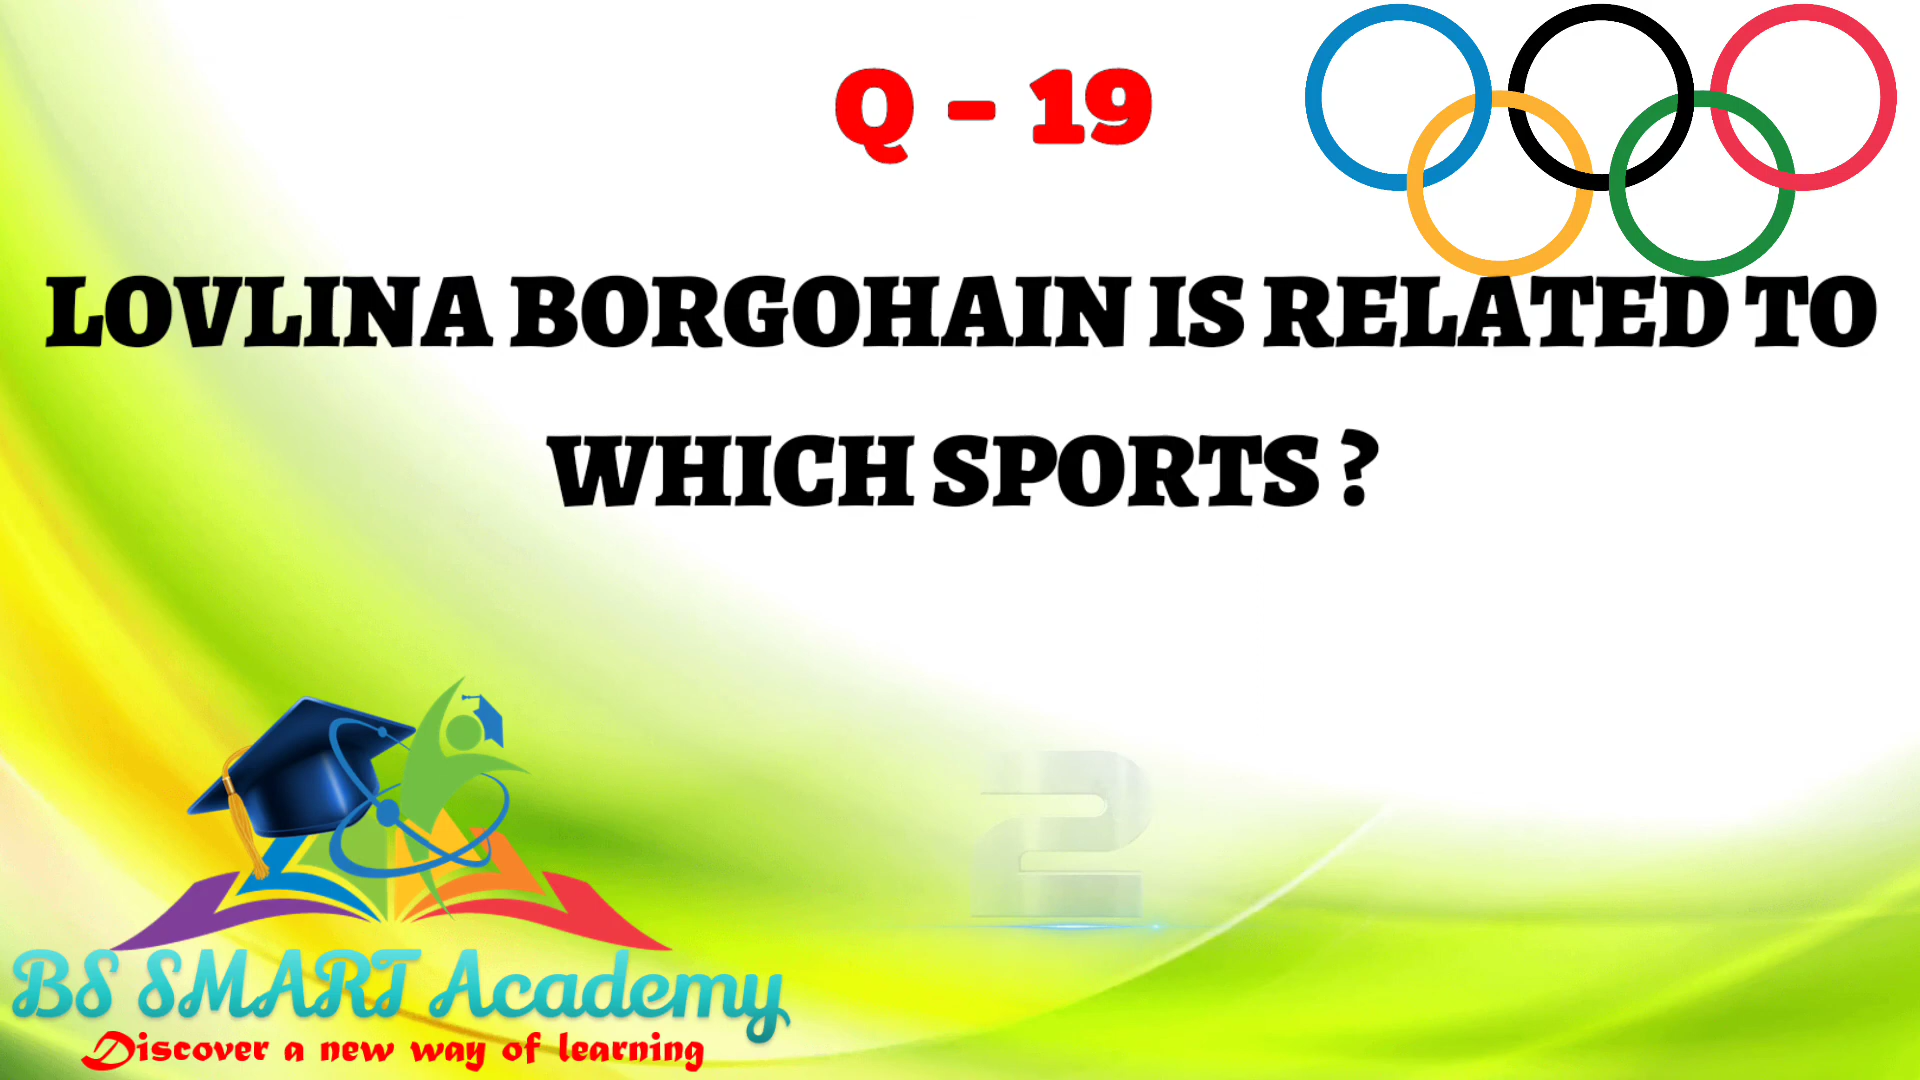 Q - 19
LOVLINA BORGOHAIN IS RELATED TO
WHICH SPORTS ?
2
BS SMART Academy
Discover a new way of learning